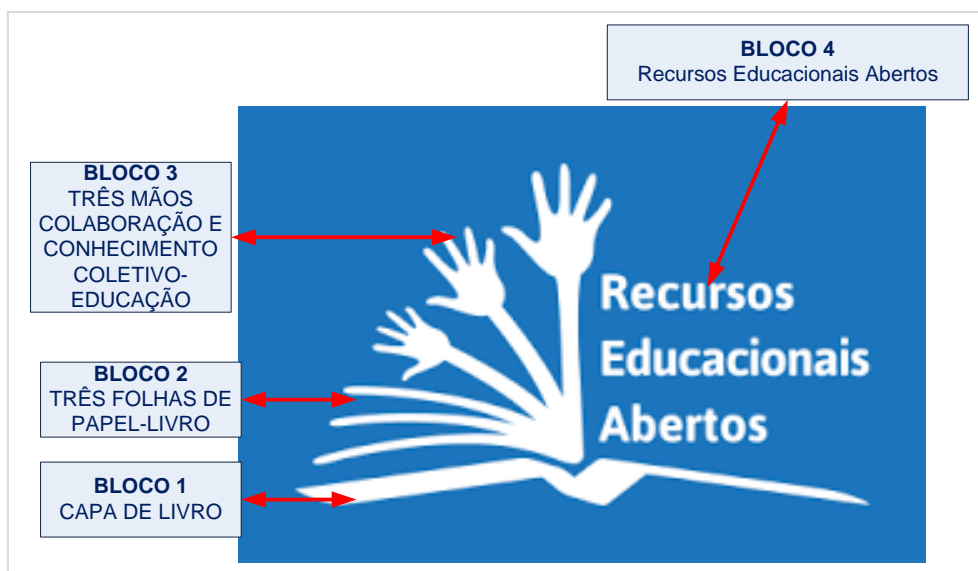 BLOCO 4
Recursos Educacionais Abertos
BLOCO 3
TRÊS MÃOS
COLABORAÇÃO E
CONHECIMENTO
COLETIVO-
EDUCAÇÃO
Recursos
Educacionais
Abertos
BLOCO 2
TRÊS FOLHAS DE
PAPEL-LIVRO
BLOCO 1
CAPA DE LIVRO